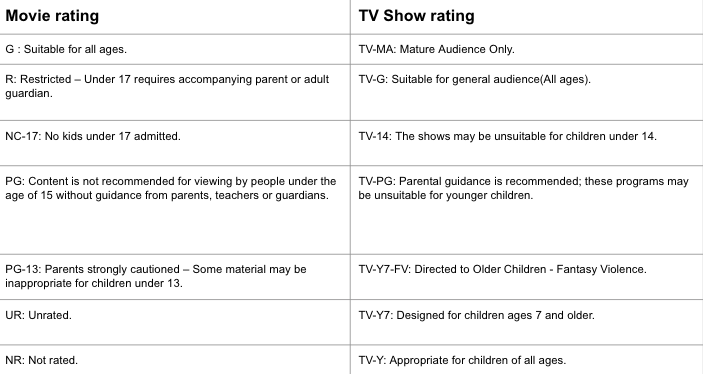 Movie rating
TV Show rating
G : Suitable for all ages.
TV-MA: Mature Audience Only.
R: Restricted – Under 17 requires accompanying parent or adult
guardian.
TV-G: Suitable for general audience(All ages).
NC-17: No kids under 17 admitted.
TV-14: The shows may be unsuitable for children under 14.
PG: Content is not recommended for viewing by people under the
age of 15 without guidance from parents, teachers or guardians.
TV-PG: Parental guidance is recommended; these programs may
be unsuitable for younger children.
PG-13: Parents strongly cautioned – Some material may be
inappropriate for children under 13.
TV-Y7-FV: Directed to Older Children - Fantasy Violence.
UR: Unrated.
TV-Y7: Designed for children ages 7 and older.
NR: Not rated.
TV-Y: Appropriate for children of all ages.